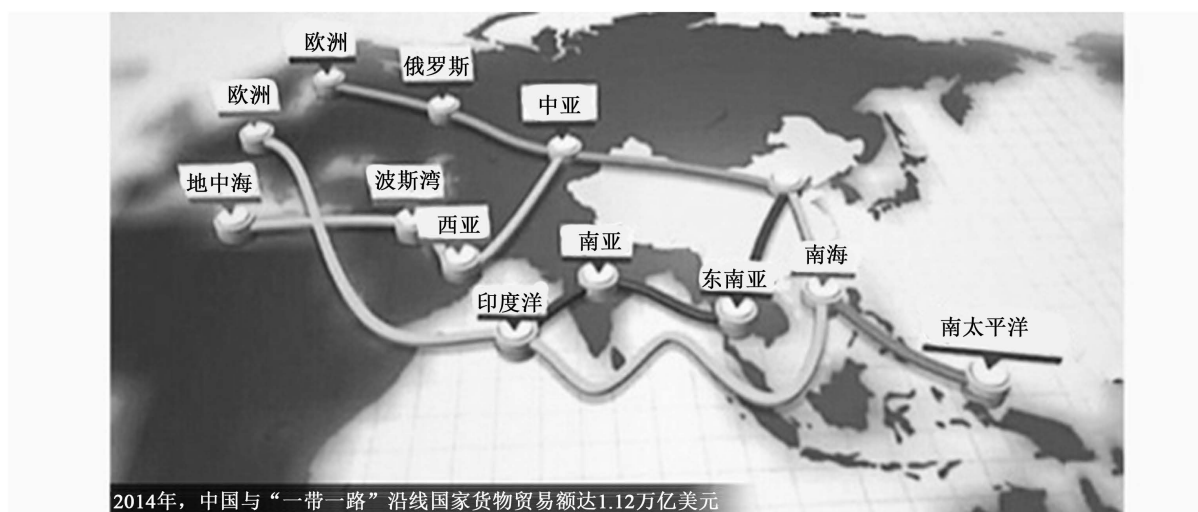 欧洲
俄罗斯
欧洲
中亚
地中海
波斯湾
西亚
南亚
南海
东南亚
印度洋
南太平洋
2014年，中国与“一带一路”沿线国家货物贸易额达1.12万亿美元